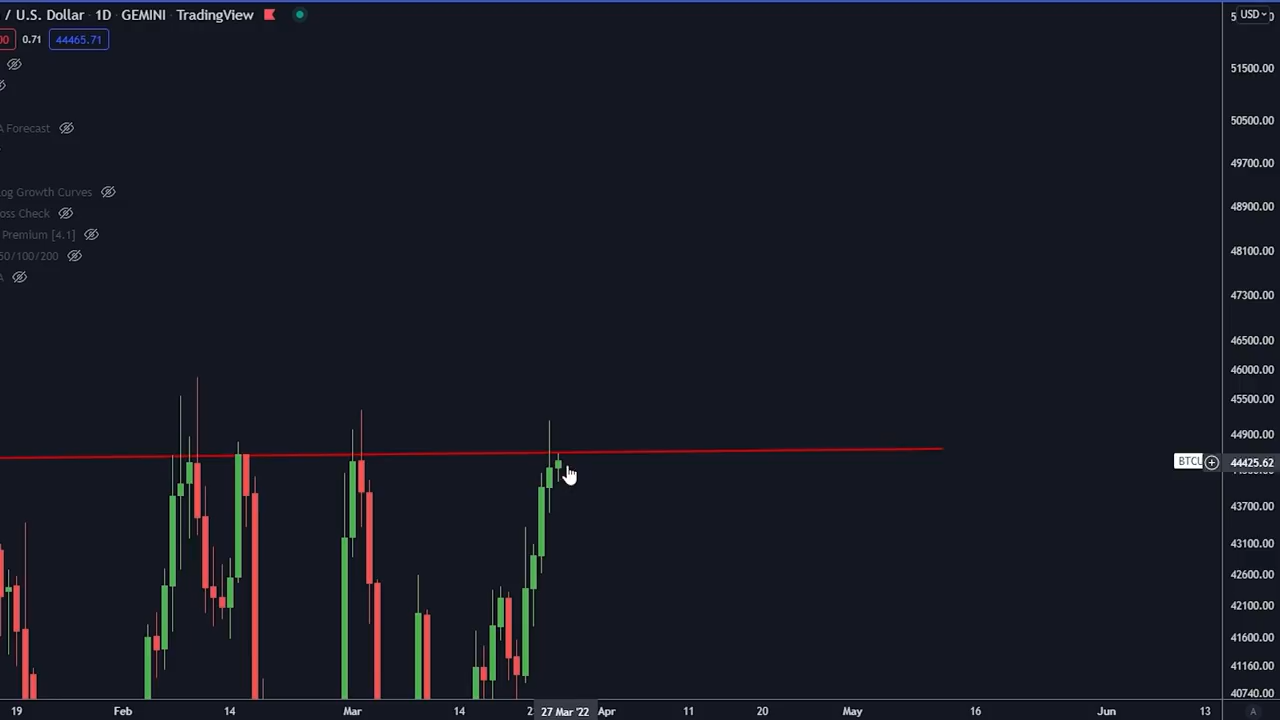 / U.S. Dollar · 1D · GEMINI · TradingView
00 0.71 44465.71
A Forecast
Log Growth Curves
oss Check
Premium [4.1]
50/100/200
A
USD
51500.00
50500.00
49700.00
48900.00
48100.00
47300.00
46500.00
46000.00
45500.00
44900.00
BTCU 44425.62
43700.00
43100.00
42600.00
42100.00
41600.00
41160.00
40740.00
19 Feb 14 Mar 14 2 27 Mar '22 Apr 11 20 May 16 Jun 13 A